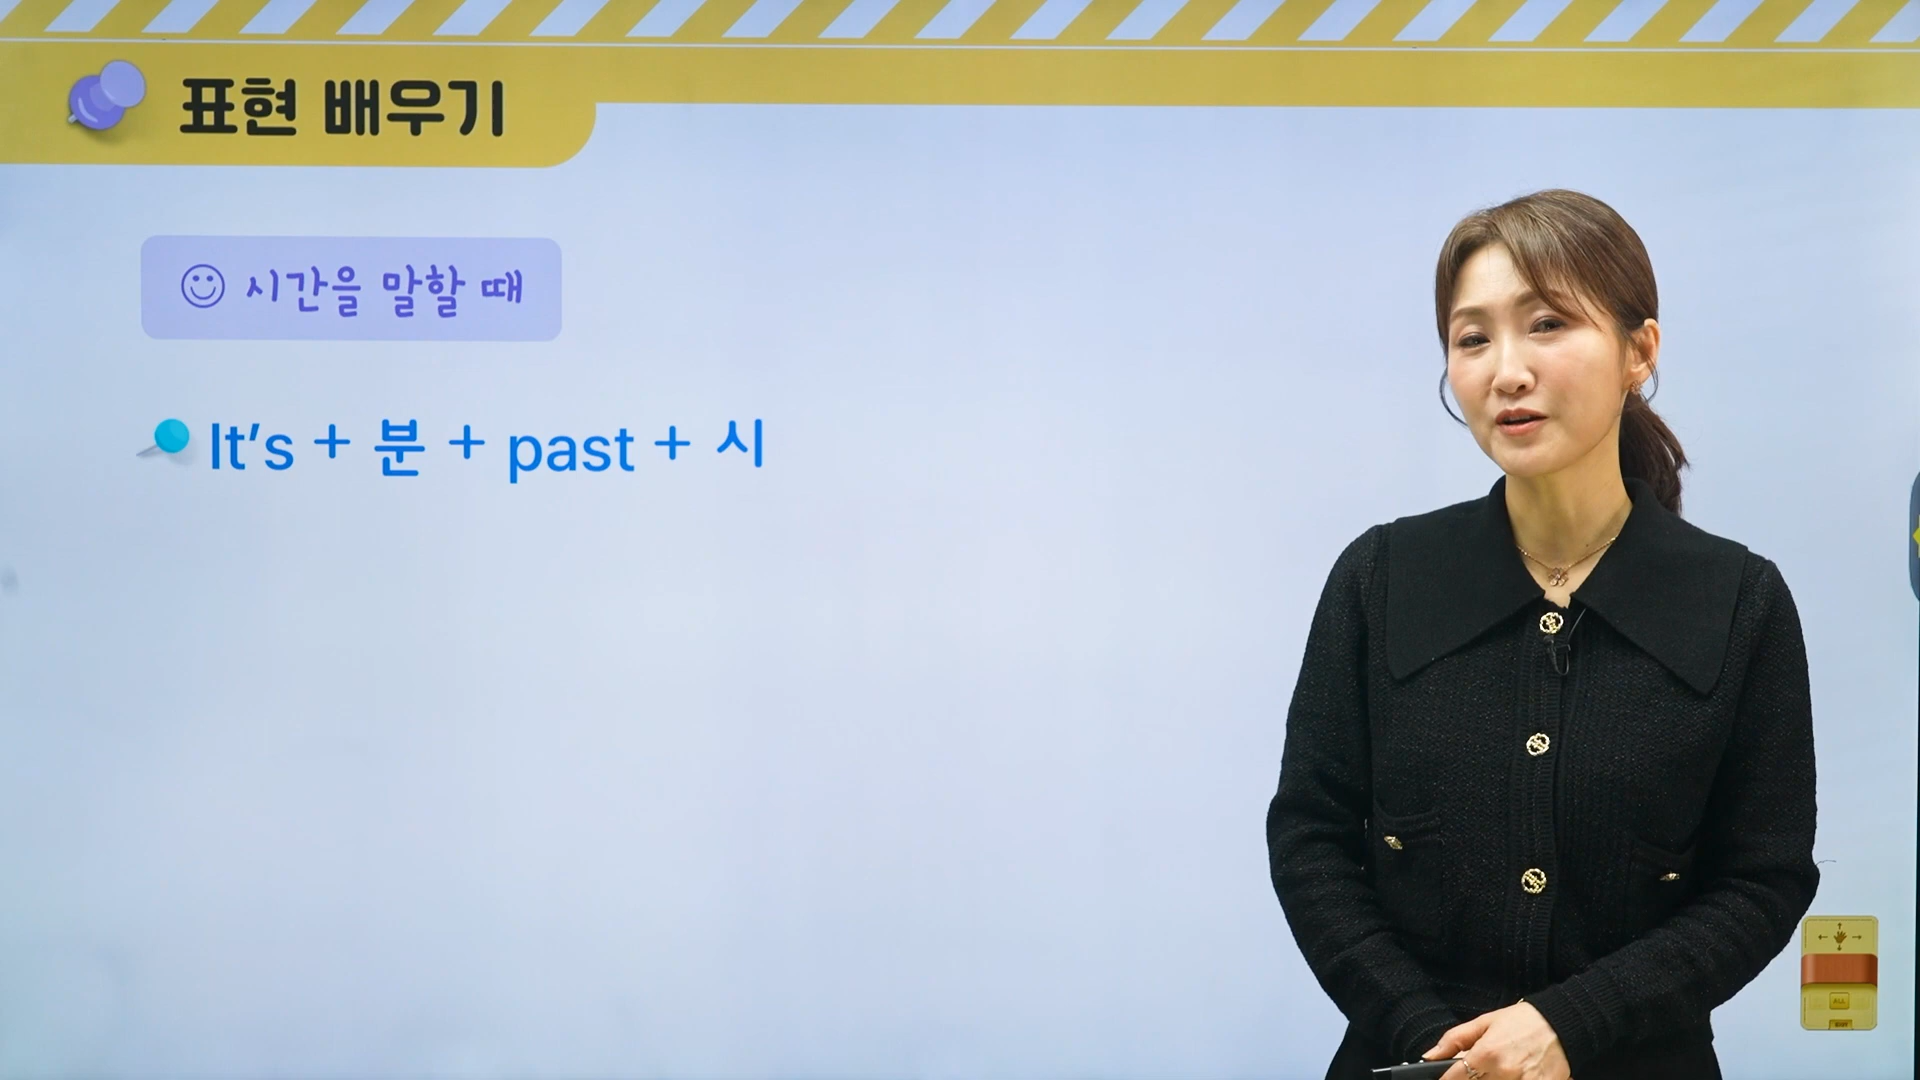 표현 배우기
시간을 말할 때
It's + 분 + past + 시